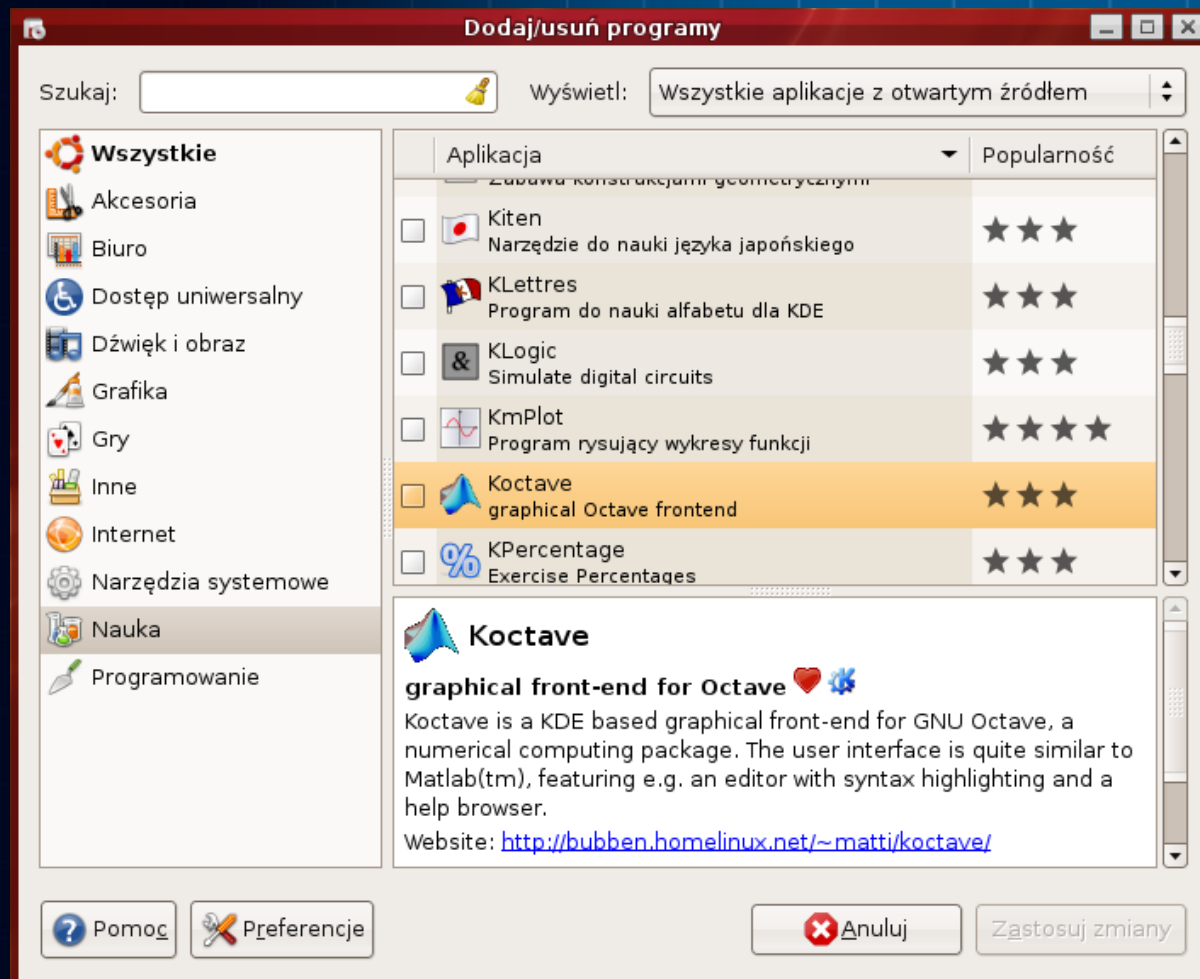 Dodaj/usuń programy
Szukaj:
Wyświetl: Wszystkie aplikacje z otwartym źródłem
Wszystkie
Akcesoria
Biuro
Dostęp uniwersalny
Dźwięk i obraz
Grafika
Gry
Inne
Internet
Narzędzia systemowe
Nauka
Programowanie
Aplikacja Popularność
Zabawa konstrukcjami geometrycznymi
Kiten
Narzędzie do nauki języka japońskiego
KLettres
Program do nauki alfabetu dla KDE
&
KLogic
Simulate digital circuits
KmPlot
Program rysujący wykresy funkcji
Koctave
graphical Octave frontend
%
KPercentage
Exercise Percentages
Koctave
graphical front-end for Octave
Koctave is a KDE based graphical front-end for GNU Octave, a
numerical computing package. The user interface is quite similar to
Matlab(tm), featuring e.g. an editor with syntax highlighting and a
help browser.
Website: http://bubben.homelinux.net/~matti/koctave/
Pomoc Preferencje Anuluj Zastosuj zmiany